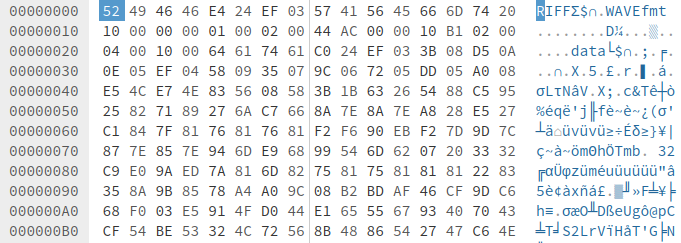 00000000 52 49 46 46 E4 24 EF 03 57 41 56 45 66 6D 74 20 RIFFΣ$∩.WAVEfmt
00000010 10 00 00 00 01 00 02 00 44 AC 00 00 10 B1 02 00 ........D¼...▒..
00000020 04 00 10 00 64 61 74 61 C0 24 EF 03 3B 08 D5 0A ....data└$∩.;.╒.
00000030 0E 05 EF 04 58 09 35 07 9C 06 72 05 DD 05 A0 08 ..∩.X.5.£.r.▌.á.
00000040 E5 4C E7 4E 83 56 08 58 3B 1B 63 26 54 88 C5 95 σLτNâV.X;.c&Tê┼ò
00000050 25 82 71 89 27 6A C7 66 8A 7E 8A 7E A8 28 E5 27 %éqë'j╟fè~è~¿(σ'
00000060 C1 84 7F 81 76 81 76 81 F2 F6 90 EB F2 7D 9D 7C ┴ä⌂üvüvü≥÷Éδ≥}¥|
00000070 87 7E 85 7E 94 6D E9 68 99 54 6D 62 07 20 33 32 ç~à~ömΘhÖTmb. 32
00000080 C9 E0 9A ED 7A 81 6D 82 75 81 75 81 81 81 22 83
00000090 35 8A 9B 85 78 A4 A0 9C 08 B2 BD AF 46 CF 9D C6
000000A0 68 F0 03 E5 91 4F D0 44 E1 65 55 67 93 40 70 43 h≡.σæO╨DßeUgô@pC
000000B0 CF 54 BE 53 32 4C 72 56 8B 48 86 54 27 47 C6 4E ╧T╛S2LrVïHåT'G╞N